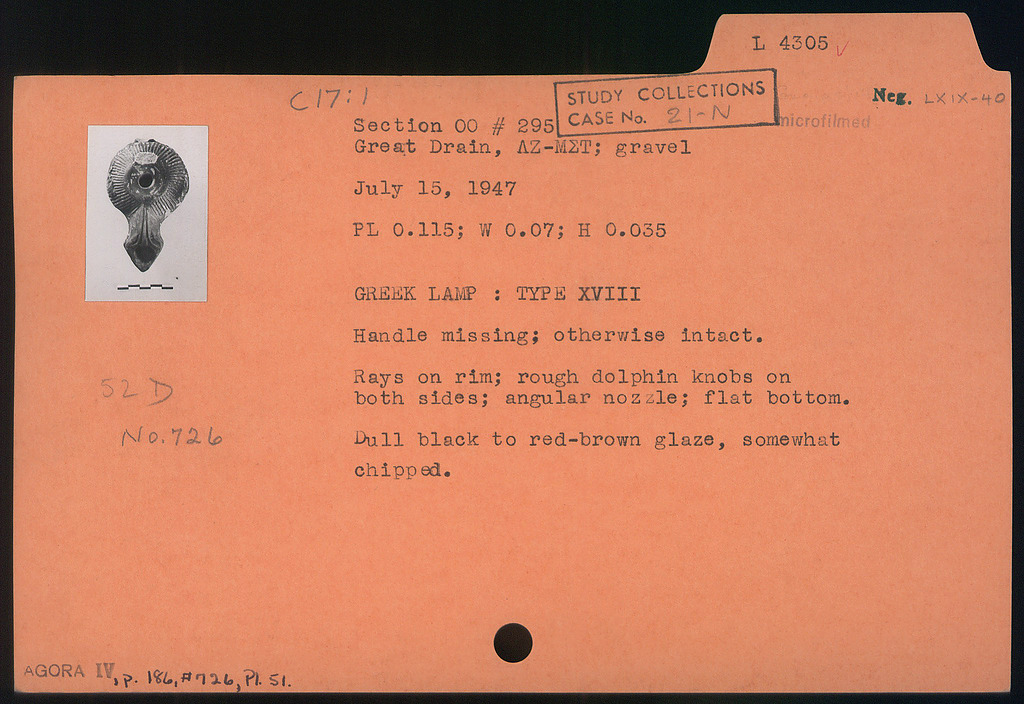 L 4305 ✓
C 17:1
STUDY COLLECTIONS
CASE No. 21-N
Neg. LXIX-40
microfilmed
Section OO # 295
Great Drain, ΛΖ-ΜΣΤ; gravel
July 15, 1947
PL 0.115; W 0.07; H 0.035
GREEK LAMP : TYPE XVIII
Handle missing; otherwise intact.
Rays on rim; rough dolphin knobs on
both sides; angular nozzle; flat bottom.
52 D
No. 726
Dull black to red-brown glaze, somewhat
chipped.
AGORA IV, p. 186, #726, Pl. 51.